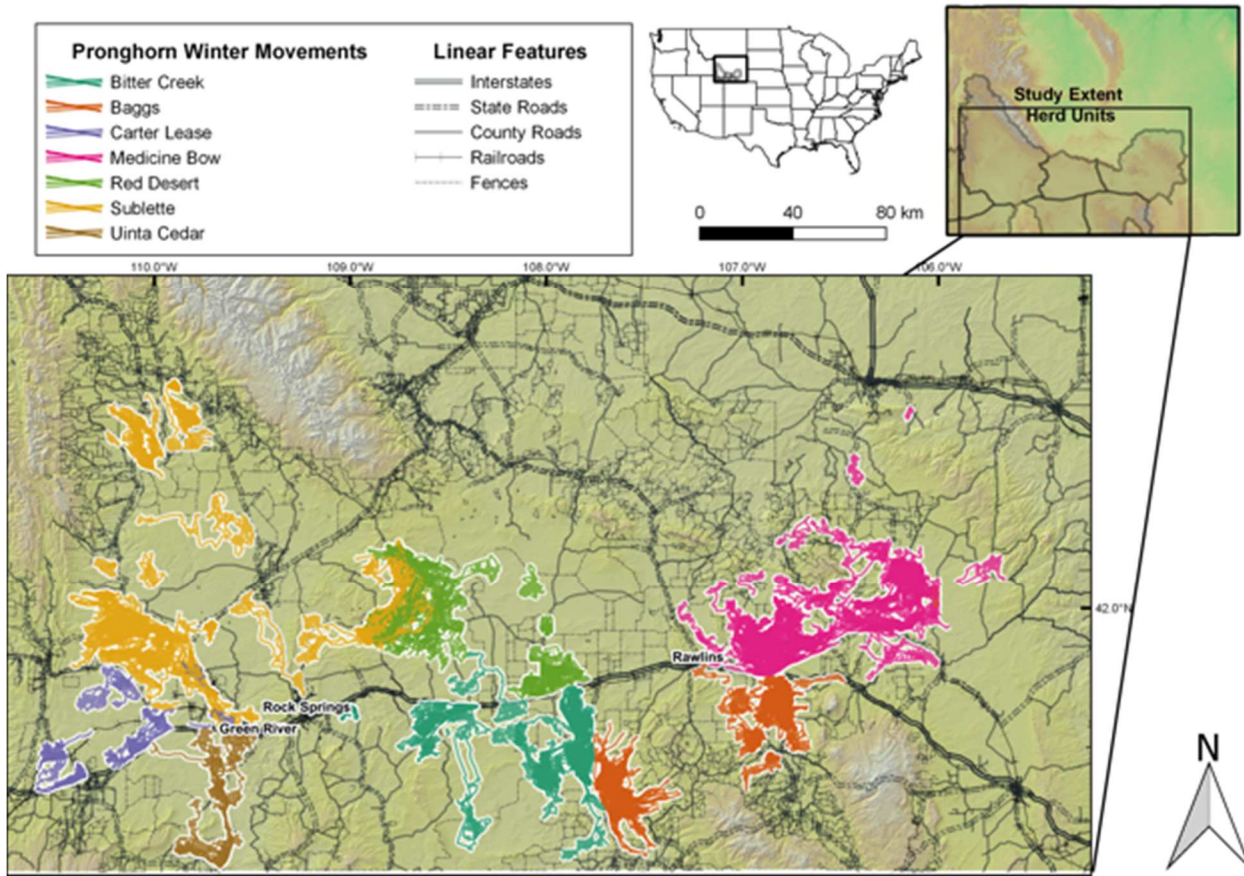 Pronghorn Winter Movements
Linear Features
Bitter Creek
Interstates
Baggs
State Roads
Carter Lease
County Roads
Medicine Bow
Railroads
Red Desert
Fences
Sublette
Uinta Cedar
0 40 80 km
Study Extent
Herd Units
110.0°W 109.0°W 108.0°W 107.0°W 106.0°W
42.0°N
Rawlins
Rock Springs
Green River
N